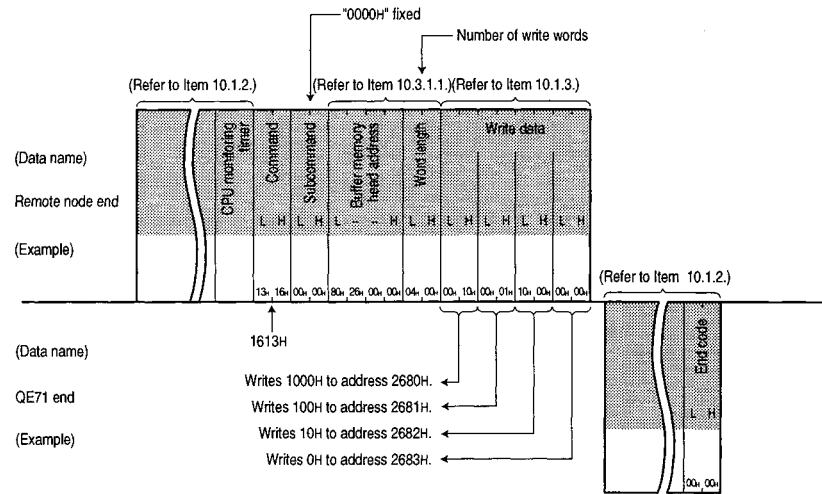 "0000H" fixed
Number of write words
(Refer to Item 10.1.2.)
(Refer to Item 10.3.1.1.)(Refer to Item 10.1.3.)
(Data name)
Remote node end
(Example)
CPU monitoring timer
Command
Subcommand
Buffer memory head address
Word length
Write data
L H L H L - - H L H L H L H L H L H
13H 16H 00H 00H 80H 26H 00H 00H 04H 00H 00H 10H 00H 01H 10H 00H 00H 00H
(Refer to Item 10.1.2.)
1613H
(Data name)
QE71 end
(Example)
Writes 1000H to address 2680H.
Writes 100H to address 2681H.
Writes 10H to address 2682H.
Writes 0H to address 2683H.
End code
L H
00H 00H